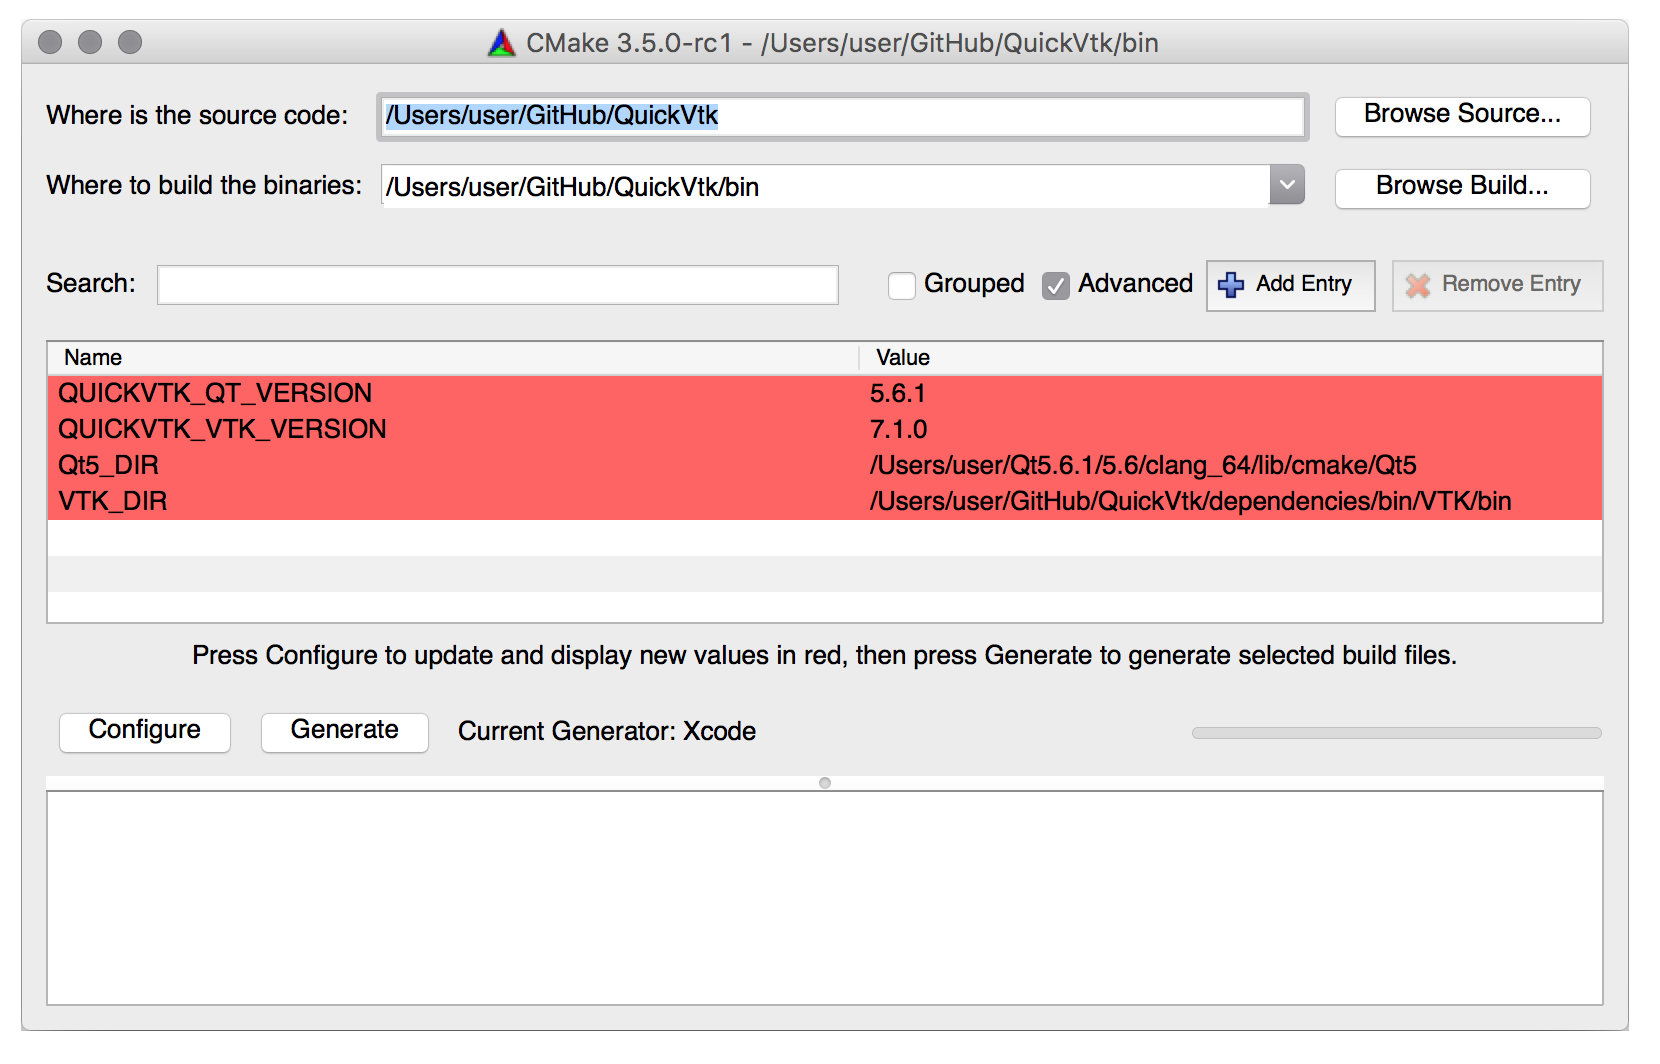 CMake 3.5.0-rc1 - /Users/user/GitHub/QuickVtk/bin
Where is the source code: /Users/user/GitHub/QuickVtk Browse Source...
Where to build the binaries: /Users/user/GitHub/QuickVtk/bin Browse Build...
Search: Grouped Advanced Add Entry Remove Entry
Name Value
QUICKVTK_QT_VERSION 5.6.1
QUICKVTK_VTK_VERSION 7.1.0
Qt5_DIR /Users/user/Qt5.6.1/5.6/clang_64/lib/cmake/Qt5
VTK_DIR /Users/user/GitHub/QuickVtk/dependencies/bin/VTK/bin
Press Configure to update and display new values in red, then press Generate to generate selected build files.
Configure Generate Current Generator: Xcode